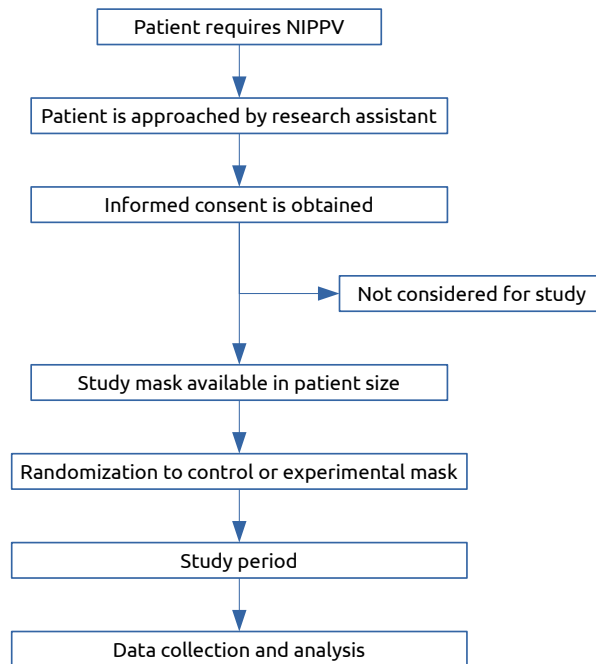 Patient requires NIPPV
Patient is approached by research assistant
Informed consent is obtained
Not considered for study
Study mask available in patient size
Randomization to control or experimental mask
Study period
Data collection and analysis